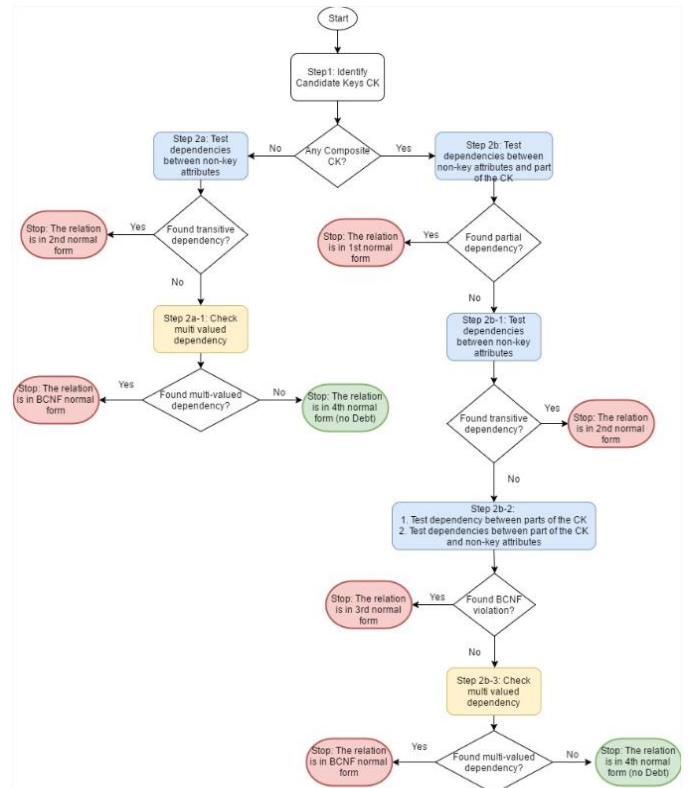 Start
Step1: Identify
Candidate Keys CK
Any Composite
CK?
No
Yes
Step 2a: Test
dependencies
between non-key
attributes
Step 2b: Test
dependencies between
non-key attributes and part
of the CK
Found transitive
dependency?
Yes
Stop: The relation
is in 2nd normal
form
No
Found partial
dependency?
Yes
Stop: The relation
is in 1st normal
form
No
Step 2a-1: Check
multi valued
dependency
Step 2b-1: Test
dependencies
between non-key
attributes
Found multi-valued
dependency?
Yes
Stop: The relation
is in BCNF normal
form
No
Stop: The relation
is in 4th normal
form (no Debt)
Found transitive
dependency?
Yes
Stop: The relation
is in 2nd normal
form
No
Step 2b-2:
1. Test dependency between parts of the CK
2. Test dependencies between part of the CK
and non-key attributes
Found BCNF
violation?
Yes
Stop: The relation
is in 3rd normal
form
No
Step 2b-3: Check
multi valued
dependency
Found multi-valued
dependency?
Yes
Stop: The relation
is in BCNF normal
form
No
Stop: The relation
is in 4th normal
form (no Debt)